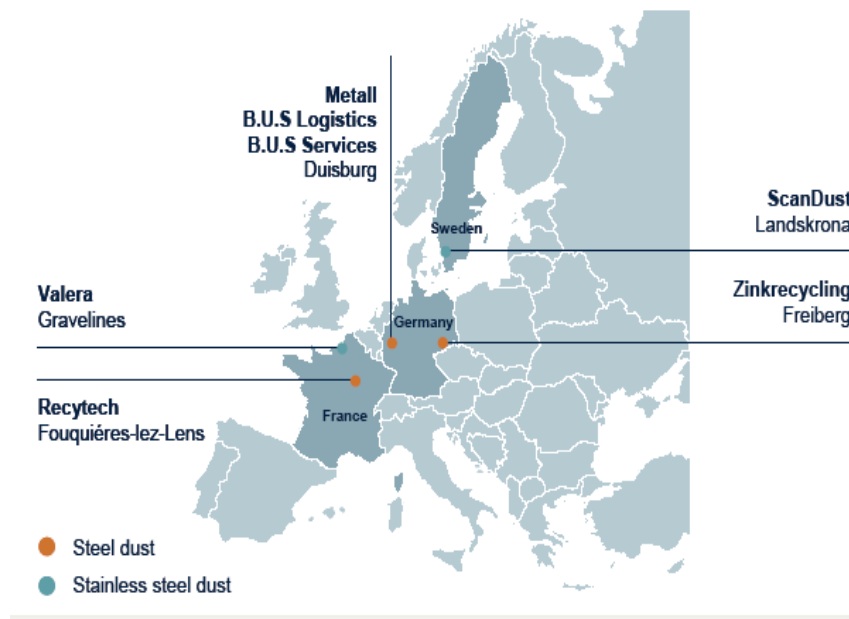 Metall
B.U.S Logistics
B.U.S Services
Duisburg
ScanDust
Landskrona
Sweden
Zinkrecycling
Freiberg
Valera
Gravelines
Germany
Recytech
Fouquiéres-lez-Lens
France
Steel dust
Stainless steel dust